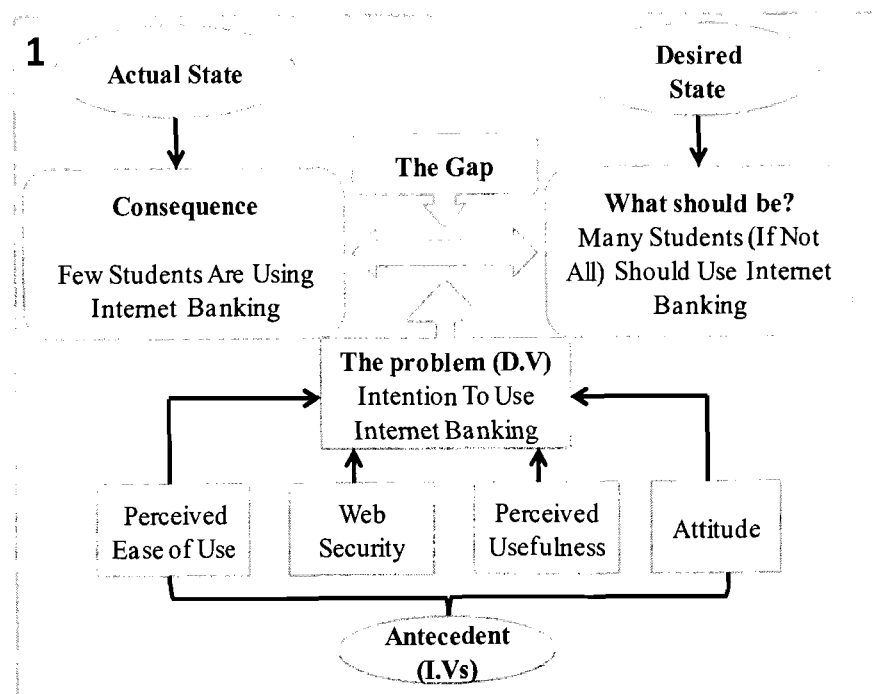 1
Actual State
Desired
State
The Gap
Consequence
Few Students Are Using
Internet Banking
What should be?
Many Students (If Not
All) Should Use Internet
Banking
The problem (D.V)
Intention To Use
Internet Banking
Perceived
Ease of Use
Web
Security
Perceived
Usefulness
Attitude
Antecedent
(I.Vs)